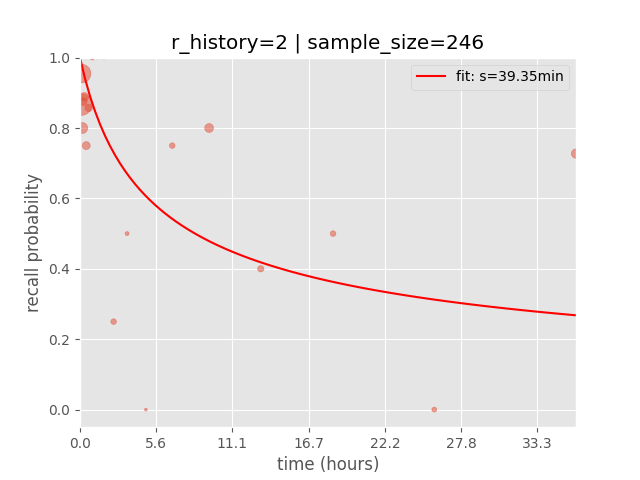 r_history=2 | sample_size=246
fit: s=39.35min
1.0
0.8
0.6
0.4
0.2
0.0
recall probability
0.0 5.6 11.1 16.7 22.2 27.8 33.3
time (hours)